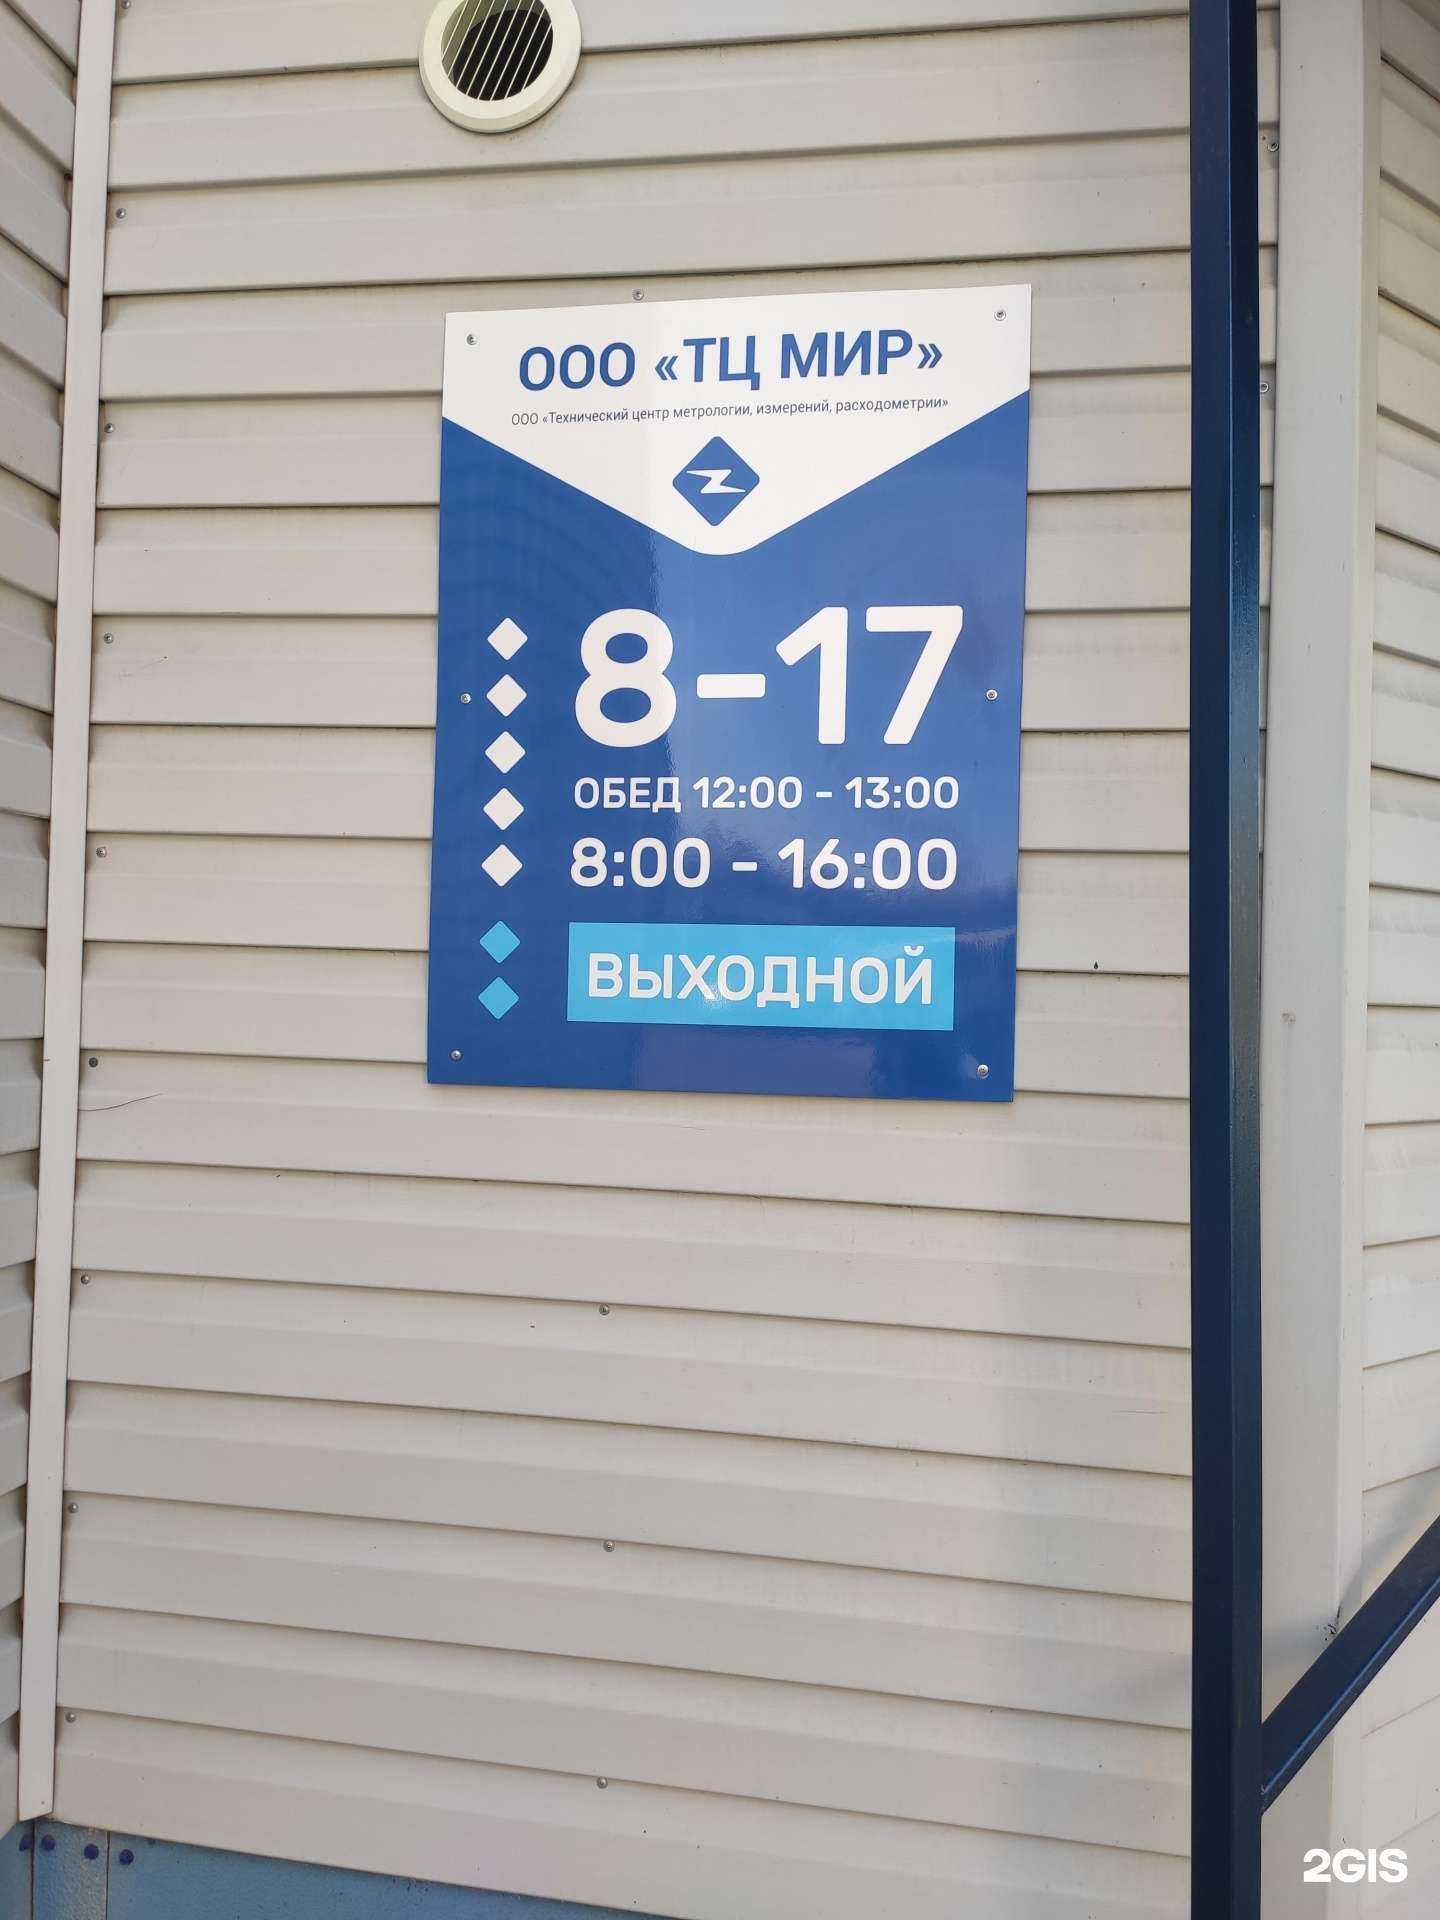 ООО «ТЦ МИР»
ООО «Технический центр метрологии, измерений, расходометрии»
8-17
ОБЕД 12:00 - 13:00
8:00 - 16:00
ВЫХОДНОЙ
2GIS